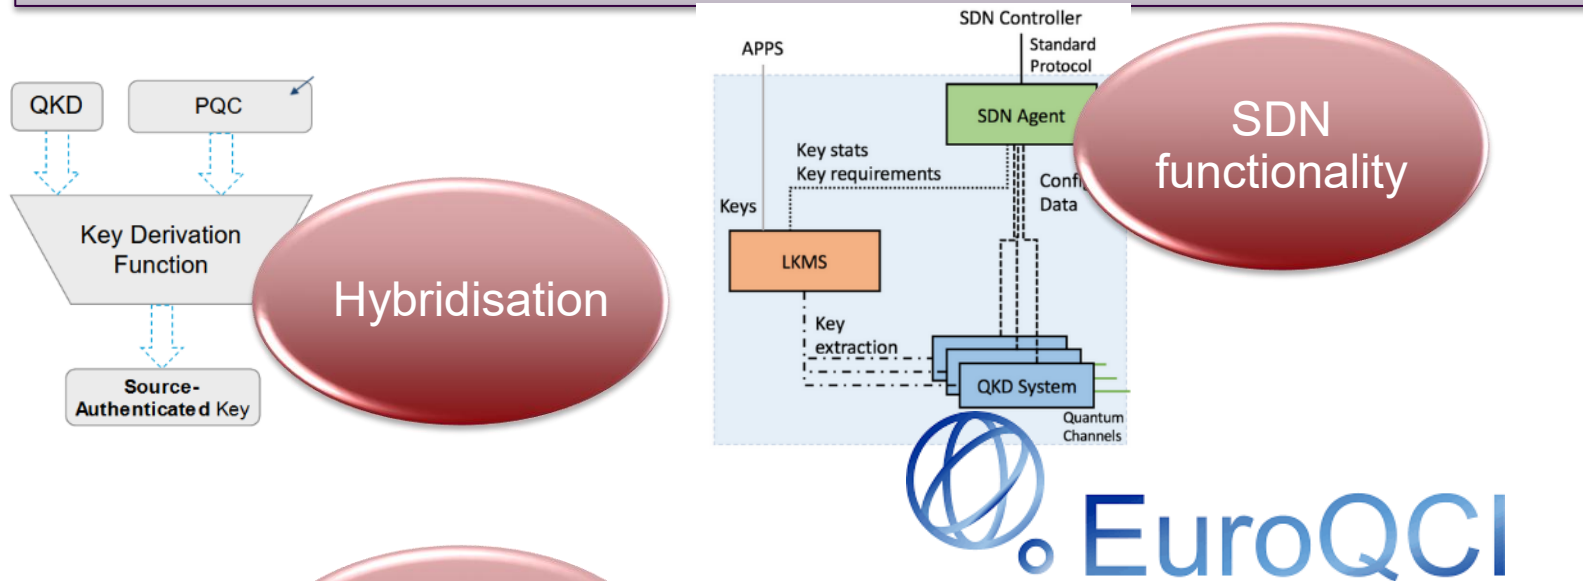 QKD
PQC
Key Derivation
Function
Source-
Authenticated Key
Hybridisation
SDN Controller
APPS
Standard
Protocol
SDN Agent
Key stats
Key requirements
Data
Keys
LKMS
Key
extraction
QKD System
Quantum
Channels
SDN
functionality
EuroQCI